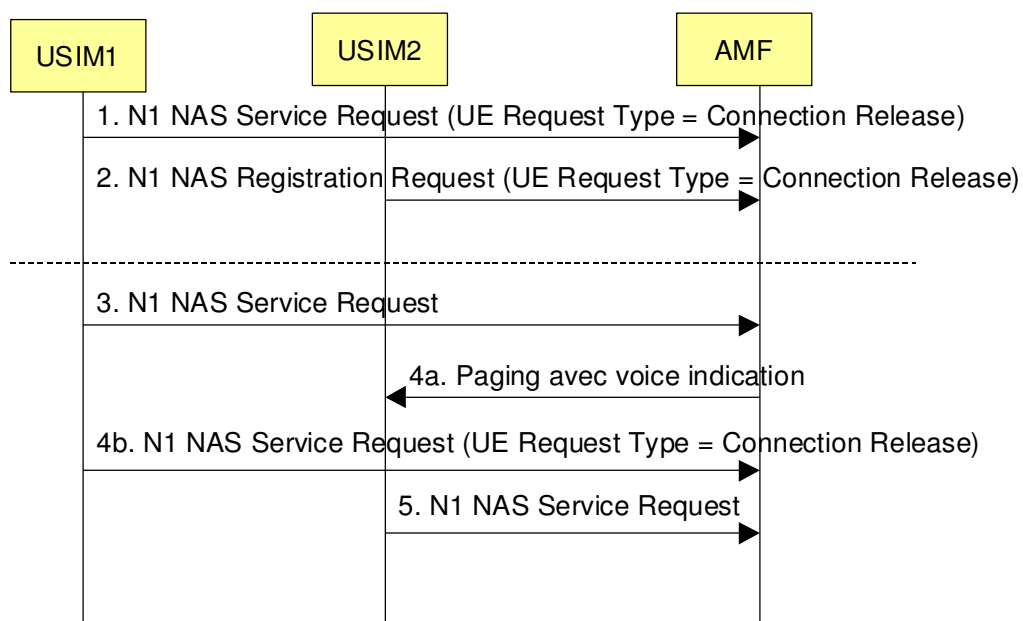 USIM1
USIM2
AMF
1. N1 NAS Service Request (UE Request Type = Connection Release)
2. N1 NAS Registration Request (UE Request Type = Connection Release)
3. N1 NAS Service Request
4a. Paging avec voice indication
4b. N1 NAS Service Request (UE Request Type = Connection Release)
5. N1 NAS Service Request